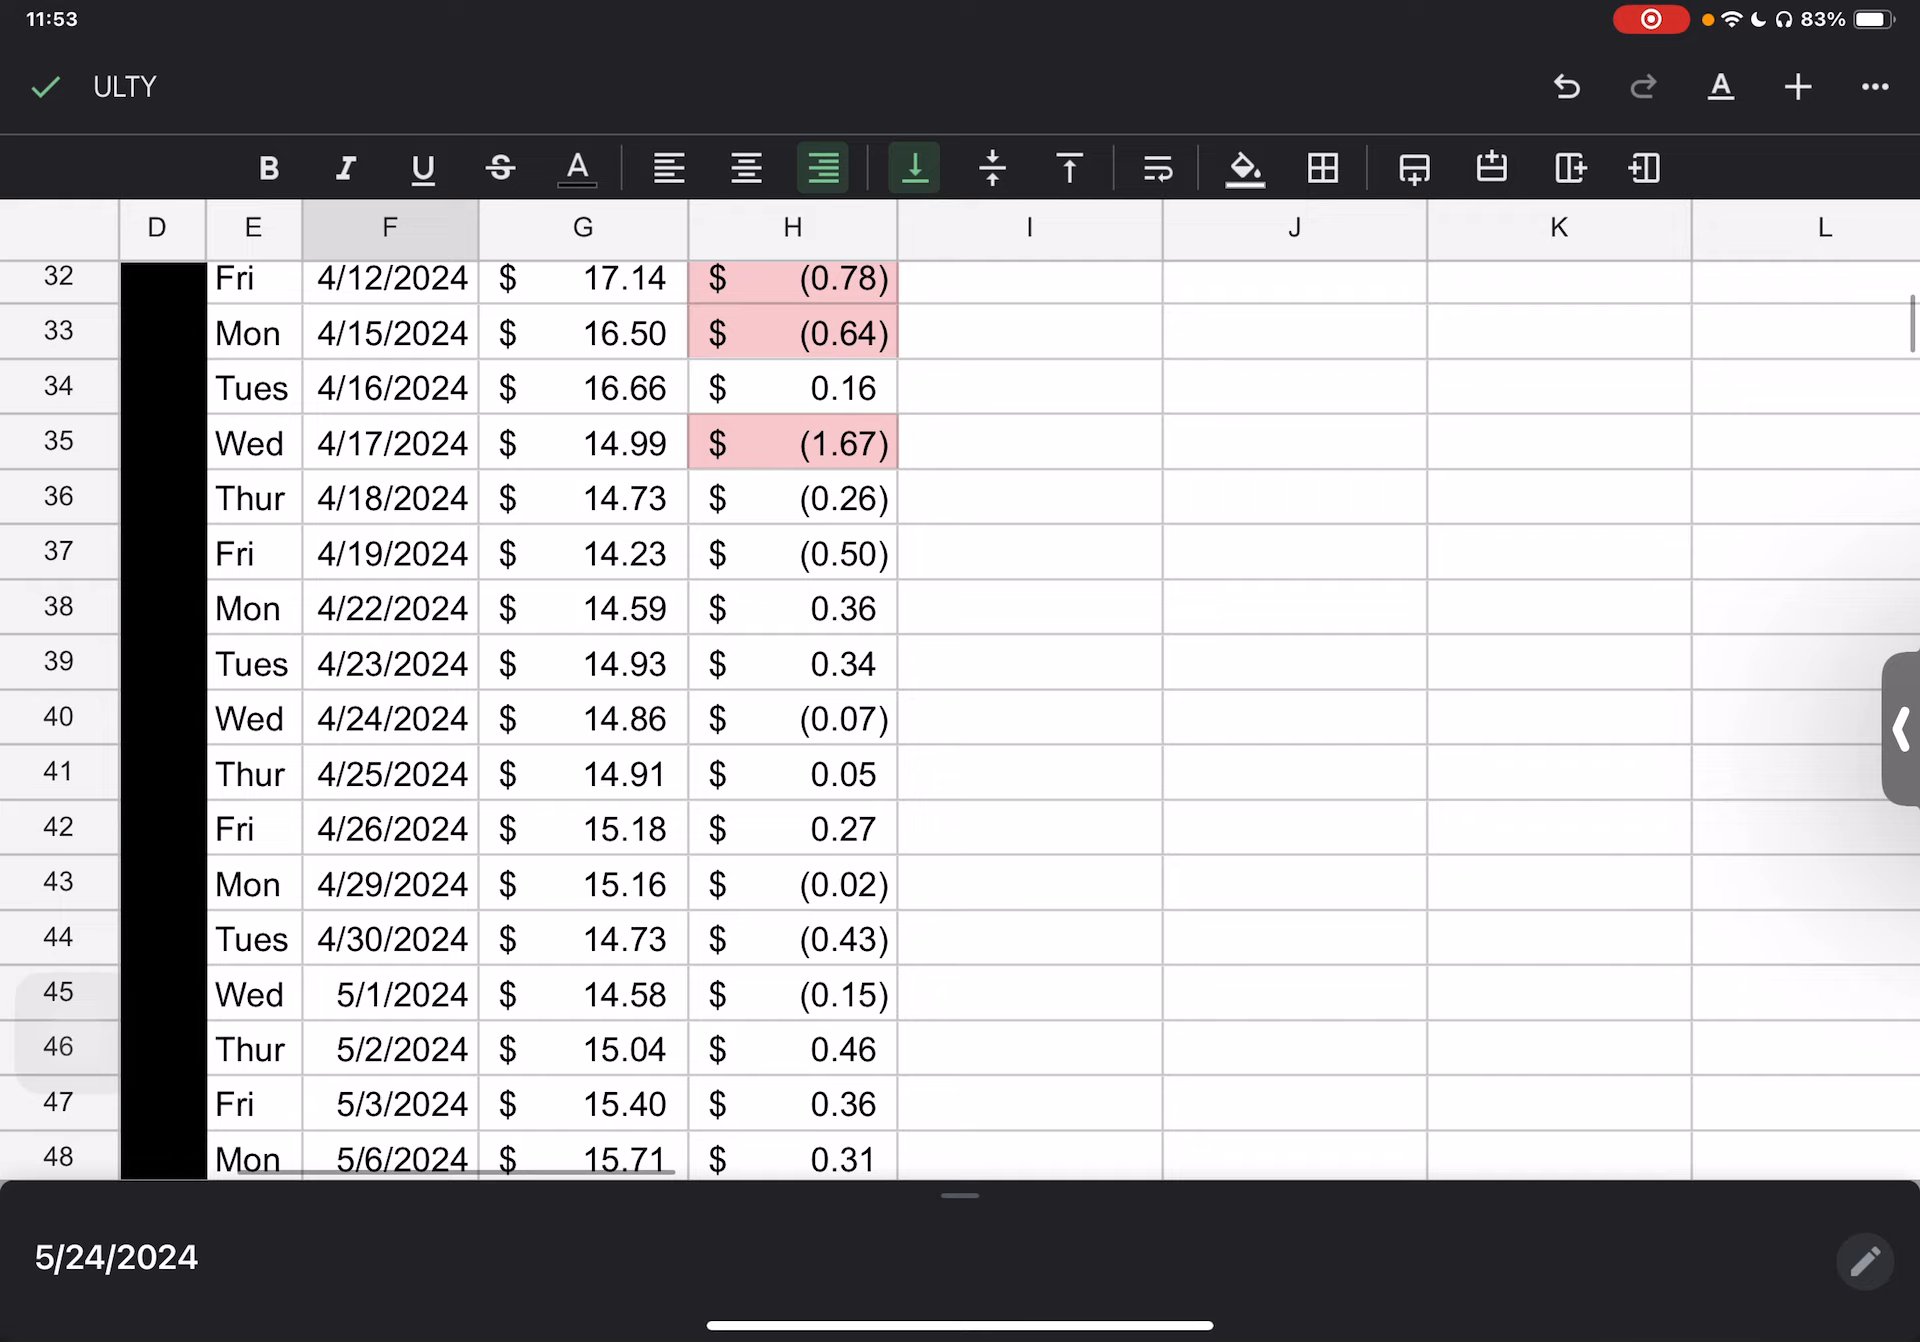 11:53
83%
ULTY
B I U S A
D E F G H I J K L
32 Fri 4/12/2024 $ 17.14 $ (0.78)
33 Mon 4/15/2024 $ 16.50 $ (0.64)
34 Tues 4/16/2024 $ 16.66 $ 0.16
35 Wed 4/17/2024 $ 14.99 $ (1.67)
36 Thur 4/18/2024 $ 14.73 $ (0.26)
37 Fri 4/19/2024 $ 14.23 $ (0.50)
38 Mon 4/22/2024 $ 14.59 $ 0.36
39 Tues 4/23/2024 $ 14.93 $ 0.34
40 Wed 4/24/2024 $ 14.86 $ (0.07)
41 Thur 4/25/2024 $ 14.91 $ 0.05
42 Fri 4/26/2024 $ 15.18 $ 0.27
43 Mon 4/29/2024 $ 15.16 $ (0.02)
44 Tues 4/30/2024 $ 14.73 $ (0.43)
45 Wed 5/1/2024 $ 14.58 $ (0.15)
46 Thur 5/2/2024 $ 15.04 $ 0.46
47 Fri 5/3/2024 $ 15.40 $ 0.36
48 Mon 5/6/2024 $ 15.71 $ 0.31
5/24/2024